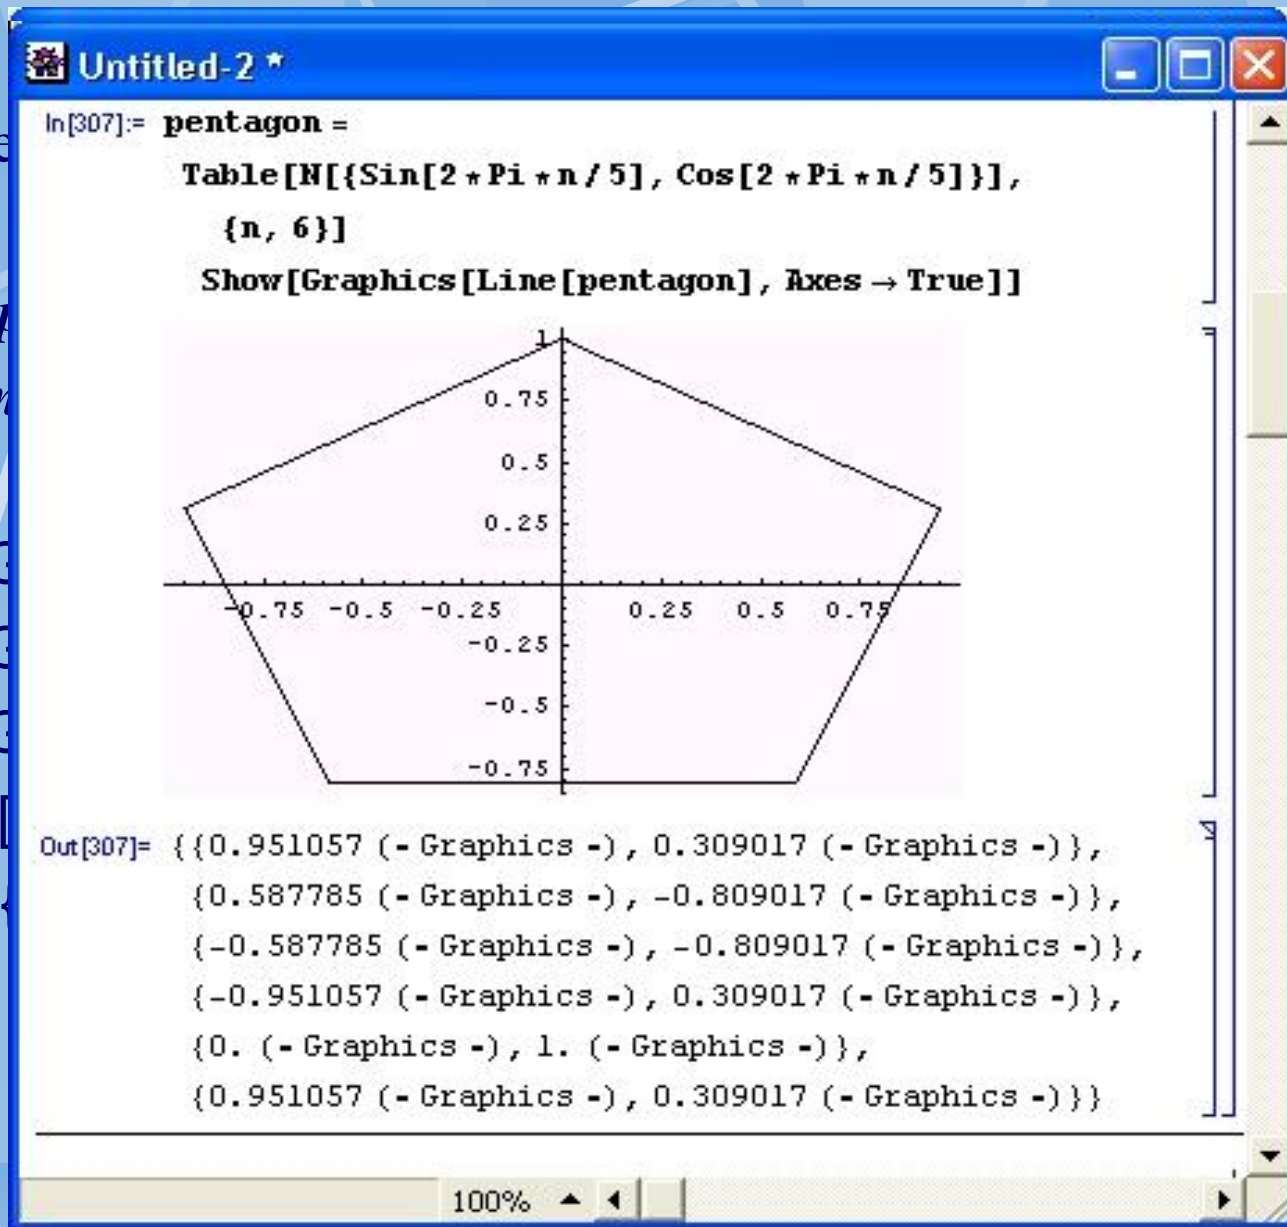 Untitled-2 *
In[307]:= pentagon =
Table[N[{Sin[2*Pi*n/5], Cos[2*Pi*n/5]}],
{n, 6}]
Show[Graphics[Line[pentagon], Axes → True]]
1
0.75
0.5
0.25
-0.75 -0.5 -0.25 0.25 0.5 0.75
-0.25
-0.5
-0.75
Out[307]= {{0.951057 (- Graphics -), 0.309017 (- Graphics -)},
{0.587785 (- Graphics -), -0.809017 (- Graphics -)},
{-0.587785 (- Graphics -), -0.809017 (- Graphics -)},
{-0.951057 (- Graphics -), 0.309017 (- Graphics -)},
{0. (- Graphics -), 1. (- Graphics -)},
{0.951057 (- Graphics -), 0.309017 (- Graphics -)}}
100%